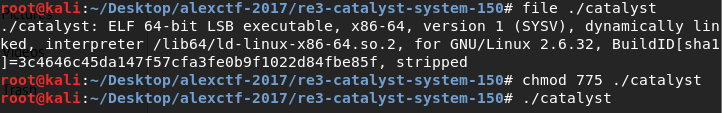 root@kali:~/Desktop/alexctf-2017/re3-catalyst-system-150# file ./catalyst
./catalyst: ELF 64-bit LSB executable, x86-64, version 1 (SYSV), dynamically lin
ked, interpreter /lib64/ld-linux-x86-64.so.2, for GNU/Linux 2.6.32, BuildID[sha1
]=3c4646c45da147f57cfa3fe0b9f1022d84fbe85f, stripped
root@kali:~/Desktop/alexctf-2017/re3-catalyst-system-150# chmod 775 ./catalyst
root@kali:~/Desktop/alexctf-2017/re3-catalyst-system-150# ./catalyst